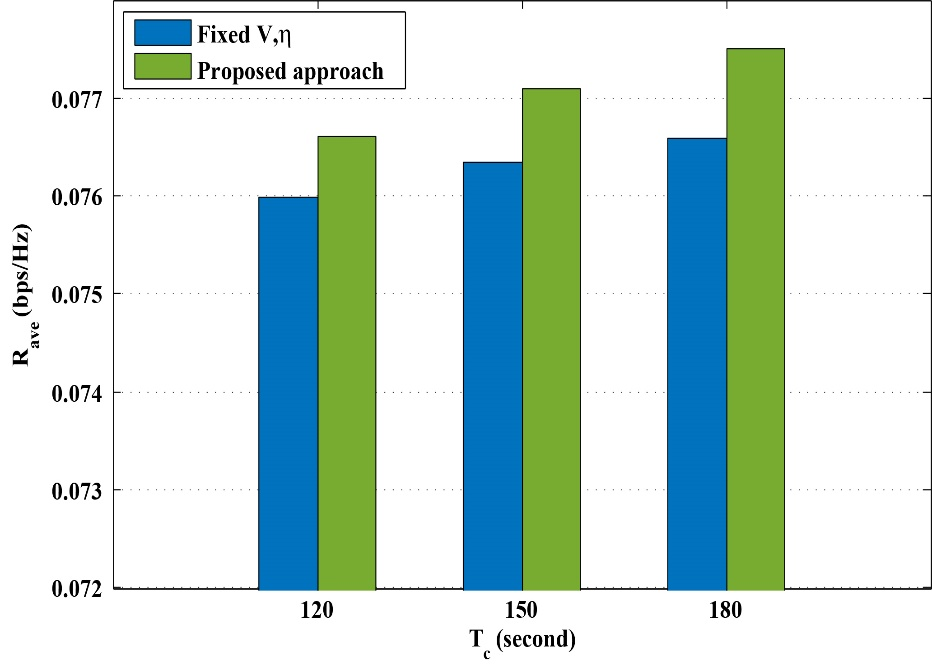 Fixed V,η
Proposed approach
0.077
0.076
0.075
0.074
0.073
0.072
R_ave (bps/Hz)
120 150 180
T_c (second)